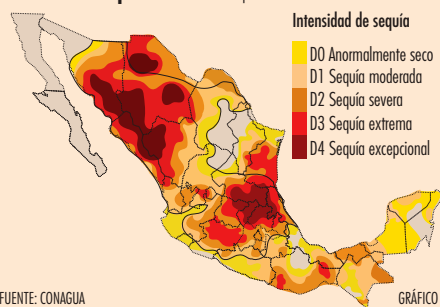 Intensidad de sequía
D0 Anormalmente seco
D1 Sequía moderada
D2 Sequía severa
D3 Sequía extrema
D4 Sequía excepcional
FUENTE: CONAGUA
GRÁFICO